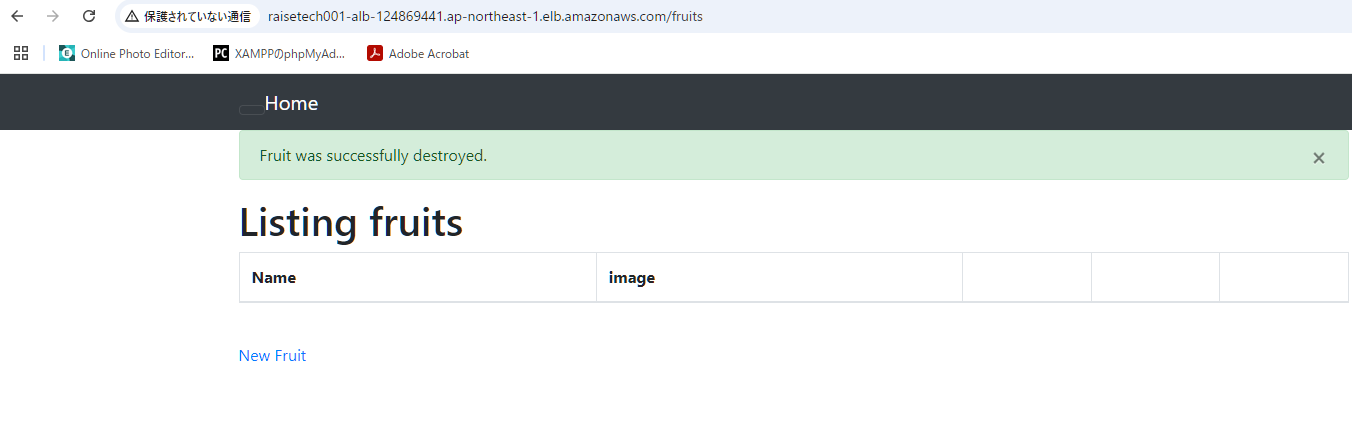 保護されていない通信 raisetech001-alb-124869441.ap-northeast-1.elb.amazonaws.com/fruits
Online Photo Editor... PC XAMPPのphpMyAd... Adobe Acrobat
Home
Fruit was successfully destroyed. ×
Listing fruits
Name image
New Fruit